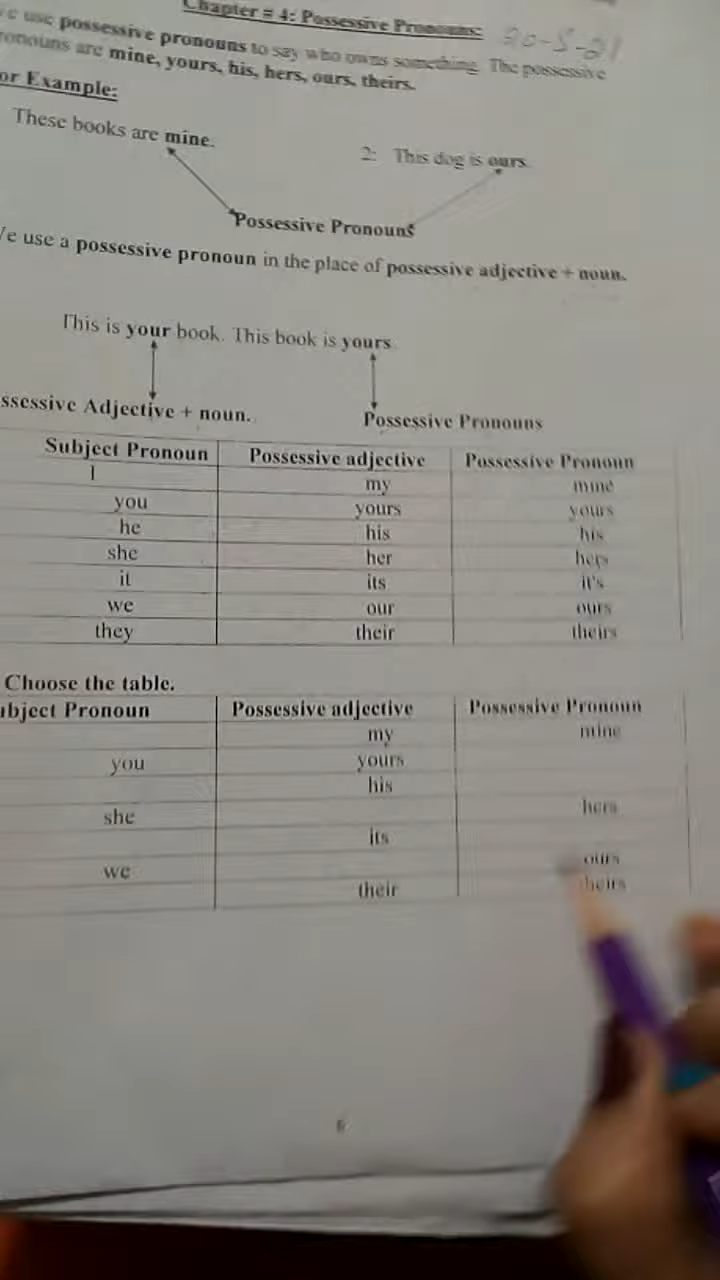 Chapter # 4: Possessive Pronouns: 20-5-21
use possessive pronouns to say who owns something. The possessive
ronouns are mine, yours, his, hers, ours, theirs.
or Example:
These books are mine.
2: This dog is ours.
Possessive Pronouns
e use a possessive pronoun in the place of possessive adjective + noun.
This is your book. This book is yours
ssessive Adjective + noun.
Possessive Pronouns
Subject Pronoun Possessive adjective Possessive Pronoun
I my mine
you yours yours
he his his
she her hers
it its it's
we our ours
they their theirs
Choose the table.
bject Pronoun Possessive adjective Possessive Pronoun
my mine
you yours
his
she hers
its
we ours
their theirs
6